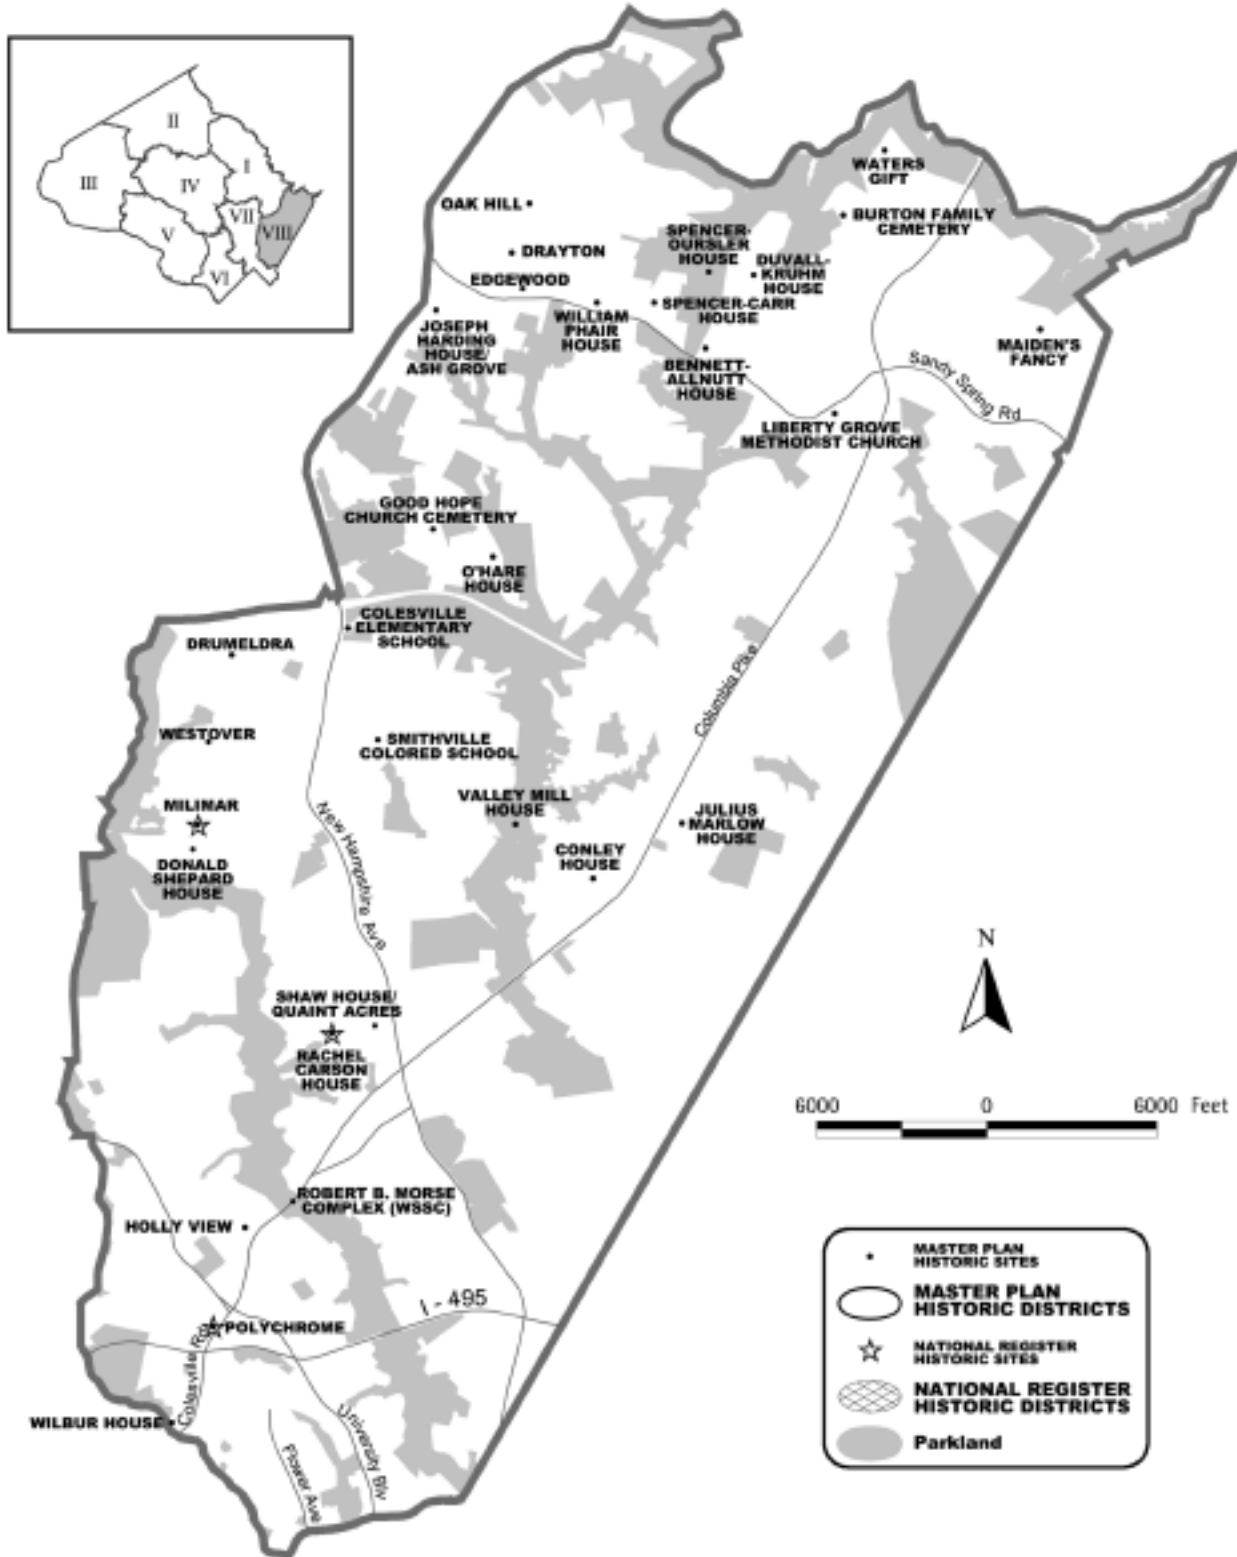 II
III
IV
I
V
VII
VIII
VI
WATERS
GIFT
OAK HILL
BURTON FAMILY
CEMETERY
SPENCER-
OURSLER
HOUSE
DRAYTON
DUVALL-
KRUHM
HOUSE
EDGEWOOD
SPENCER-CARR
HOUSE
WILLIAM
PHAIR
HOUSE
JOSEPH
HARDING
HOUSE/
ASH GROVE
MAIDEN'S
FANCY
BENNETT-
ALLNUTT
HOUSE
Sandy Spring Rd
LIBERTY GROVE
METHODIST CHURCH
GOOD HOPE
CHURCH CEMETERY
O'HARE
HOUSE
COLESVILLE
ELEMENTARY
SCHOOL
DRUMELDRA
Columbia Pike
WESTOVER
SMITHVILLE
COLORED SCHOOL
MILIMAR
VALLEY MILL
HOUSE
JULIUS
MARLOW
HOUSE
New Hampshire Ave
CONLEY
HOUSE
DONALD
SHEPARD
HOUSE
N
SHAW HOUSE/
QUAINT ACRES
RACHEL
CARSON
HOUSE
6000 0 6000 Feet
ROBERT B. MORSE
COMPLEX (WSSC)
HOLLY VIEW
I - 495
POLYCHROME
Colesville Rd
WILBUR HOUSE
University Blv
Flower Ave
MASTER PLAN
HISTORIC SITES
MASTER PLAN
HISTORIC DISTRICTS
NATIONAL REGISTER
HISTORIC SITES
NATIONAL REGISTER
HISTORIC DISTRICTS
Parkland